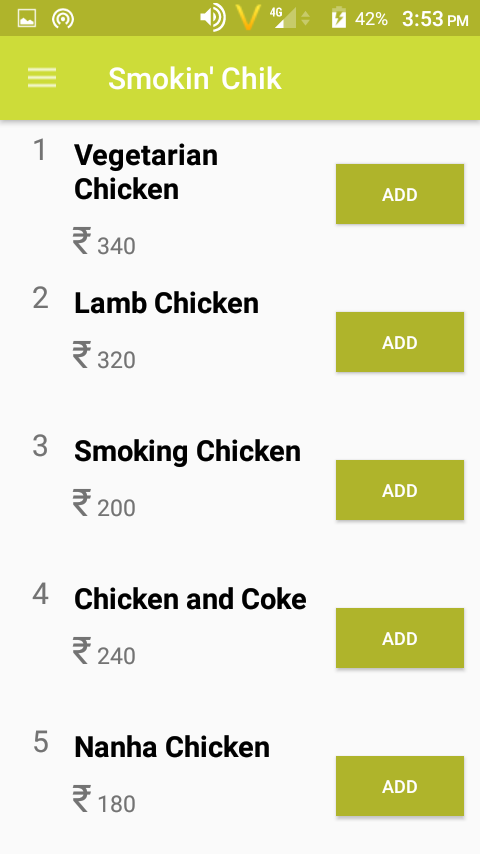 4G 42% 3:53 PM
Smokin' Chik
1 Vegetarian
Chicken
ADD
₹ 340
2 Lamb Chicken
ADD
₹ 320
3 Smoking Chicken
ADD
₹ 200
4 Chicken and Coke
ADD
₹ 240
5 Nanha Chicken
ADD
₹ 180